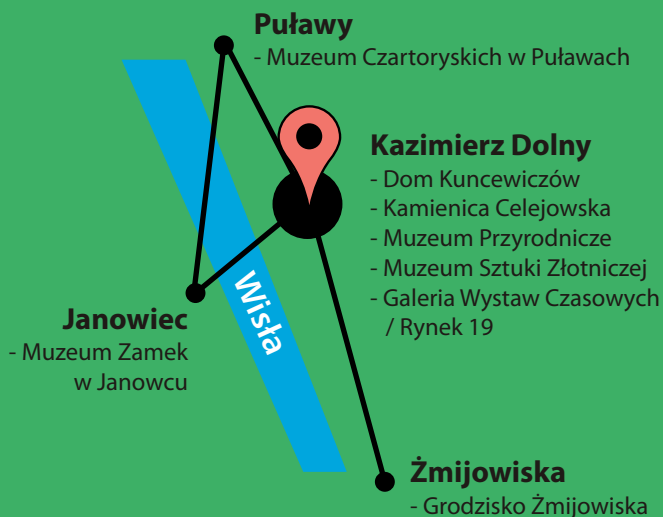 Puławy
- Muzeum Czartoryskich w Puławach
Kazimierz Dolny
- Dom Kuncewiczów
- Kamienica Celejowska
- Muzeum Przyrodnicze
- Muzeum Sztuki Złotniczej
- Galeria Wystaw Czasowych
/ Rynek 19
Wisła
Janowiec
- Muzeum Zamek
w Janowcu
Żmijowiska
- Grodzisko Żmijowiska